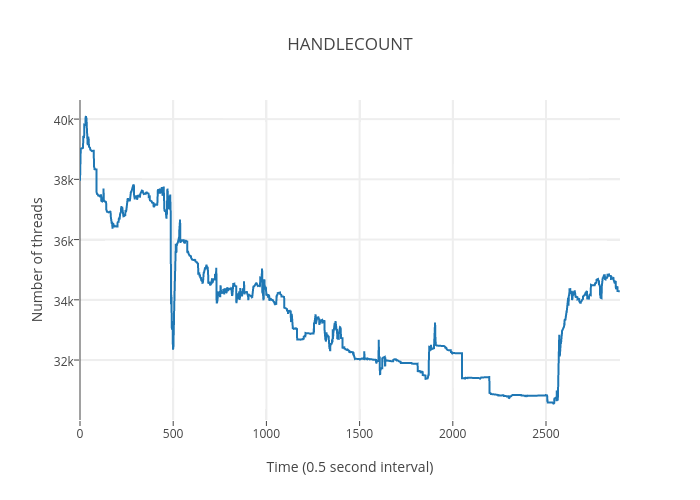 HANDLECOUNT
Number of threads
40k
38k
36k
34k
32k
0 500 1000 1500 2000 2500
Time (0.5 second interval)